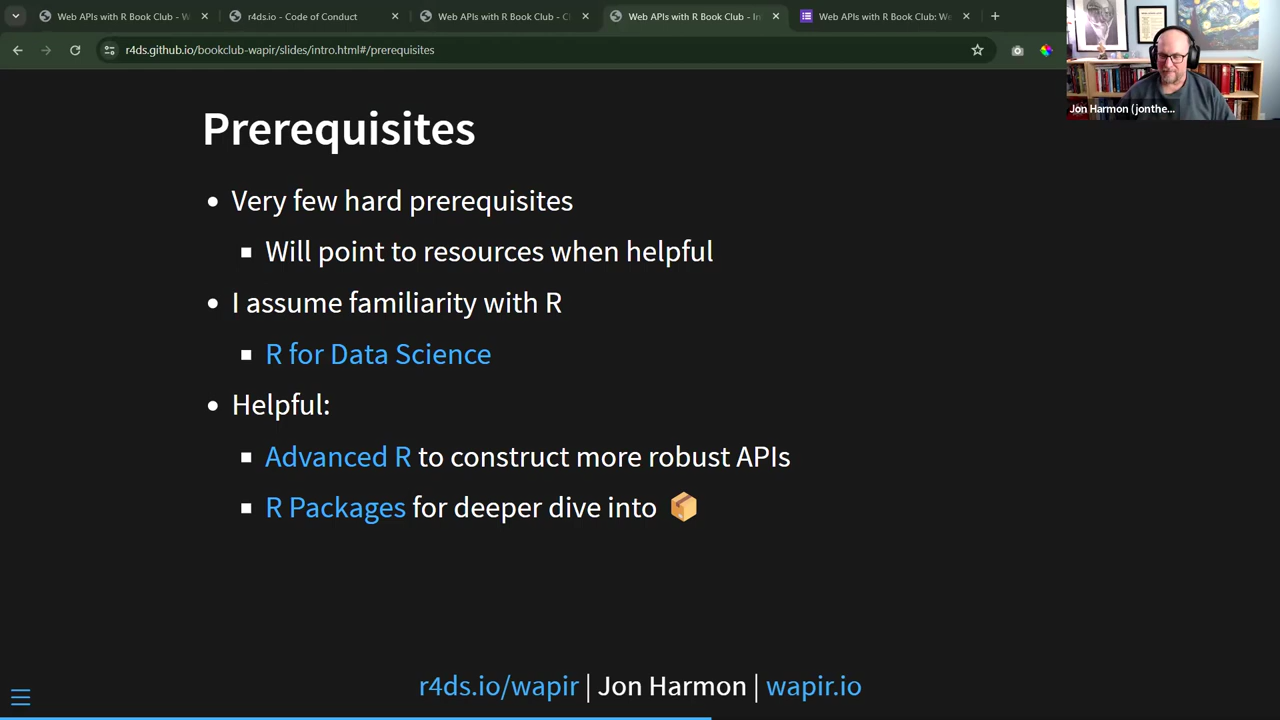 Web APIs with R Book Club - W
r4ds.io - Code of Conduct
Web APIs with R Book Club - Cl
Web APIs with R Book Club - In
Web APIs with R Book Club: We
r4ds.github.io/bookclub-wapir/slides/intro.html#/prerequisites
Jon Harmon (jonthe...
Prerequisites
Very few hard prerequisites
Will point to resources when helpful
I assume familiarity with R
R for Data Science
Helpful:
Advanced R to construct more robust APIs
R Packages for deeper dive into 📦
r4ds.io/wapir | Jon Harmon | wapir.io